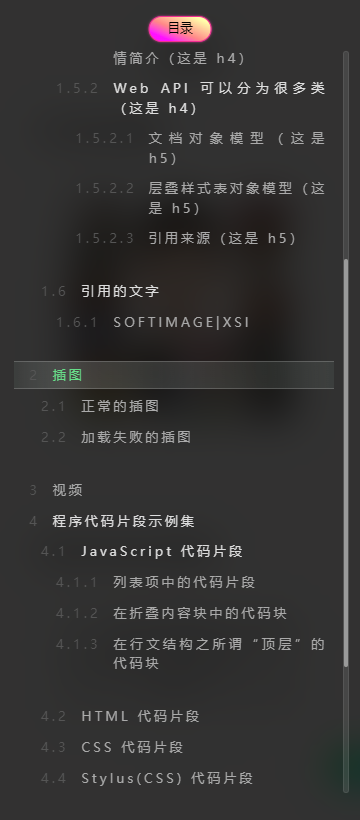 目录
情简介（这是 h4）
1.5.2 Web API 可以分为很多类
（这是 h4）
1.5.2.1 文档对象模型（这是
h5）
1.5.2.2 层叠样式表对象模型（这
是 h5）
1.5.2.3 引用来源（这是 h5）
1.6 引用的文字
1.6.1 SOFTIMAGE|XSI
2 插图
2.1 正常的插图
2.2 加载失败的插图
3 视频
4 程序代码片段示例集
4.1 JavaScript 代码片段
4.1.1 列表项中的代码片段
4.1.2 在折叠内容块中的代码块
4.1.3 在行文结构之所谓“顶层”的
代码块
4.2 HTML 代码片段
4.3 CSS 代码片段
4.4 Stylus(CSS) 代码片段